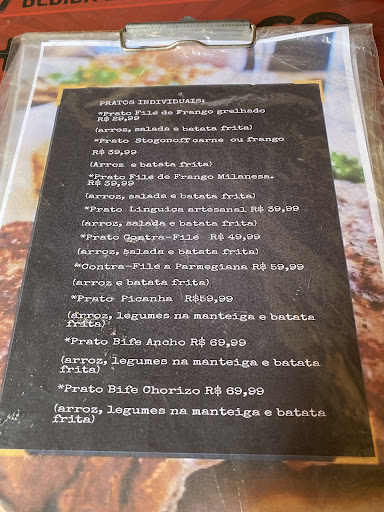 PRATOS INDIVIDUAIS:
*Prato Filé de Frango grelhado
R$ 29,99
(arroz, salada e batata frita)
*Prato Stogonoff carne ou frango
R$ 39,99
(Arroz e batata frita)
*Prato Filé de Frango Milanesa.
R$ 39,99
(arroz, salada e batata frita)
*Prato Linguiça artesanal R$ 39,99
(arroz, salada e batata frita)
*Prato Contra-Filé R$ 49,99
(arroz, salada e batata frita)
*Contra-Filé a Parmegiana R$ 59,99
(arroz e batata frita)
*Prato Picanha R$59,99
(arroz, legumes na manteiga e batata
frita)
*Prato Bife Ancho R$ 69,99
(arroz, legumes na manteiga e batata
frita)
*Prato Bife Chorizo R$ 69,99
(arroz, legumes na manteiga e batata
frita)